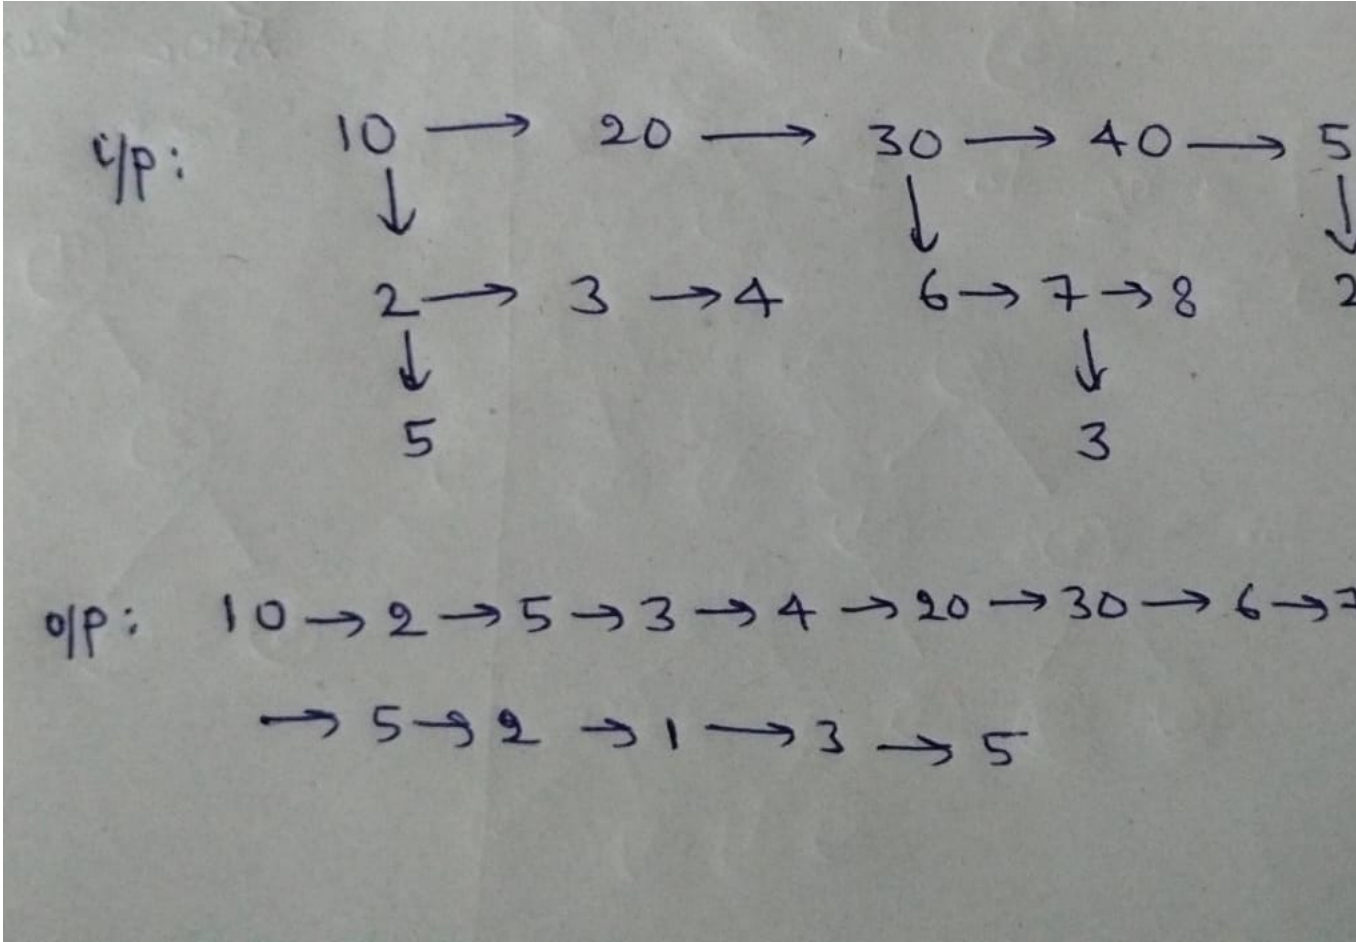 i/p: 10 → 20 → 30 → 40 → 5
↓ ↓ ↓
2 → 3 → 4 6 → 7 → 8 2
↓ ↓
5 3
o/p: 10 → 2 → 5 → 3 → 4 → 20 → 30 → 6 →
→ 5 → 2 → 1 → 3 → 5